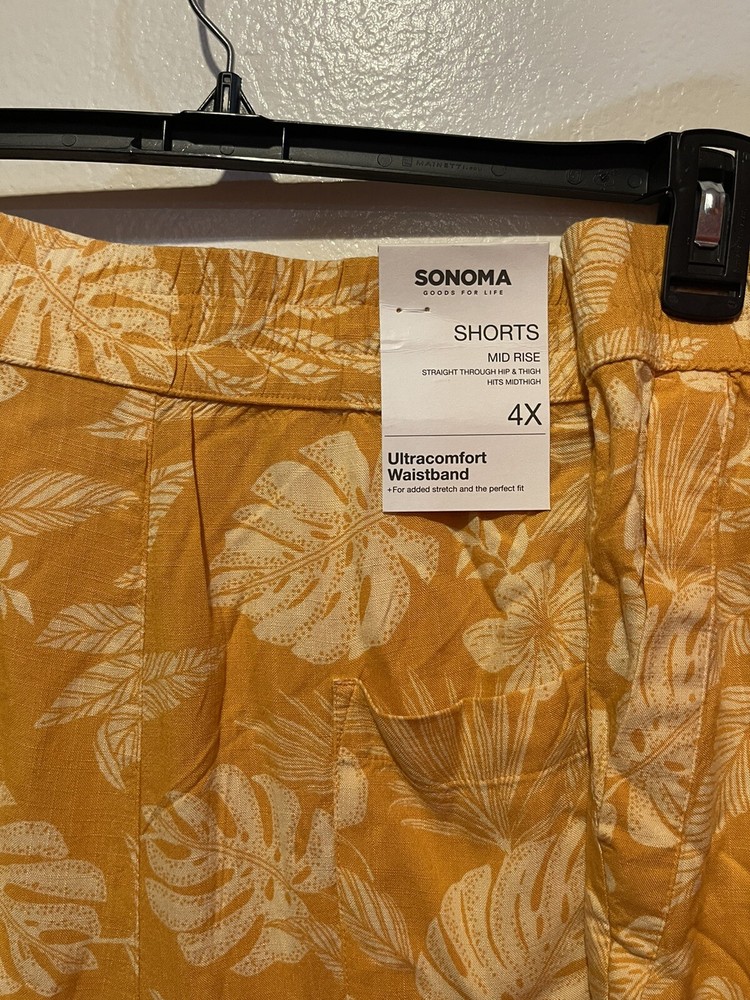 SONOMA
GOODS FOR LIFE
SHORTS
MID RISE
STRAIGHT THROUGH HIP & THIGH
HITS MIDTHIGH
4X
Ultracomfort
Waistband
+For added stretch and the perfect fit